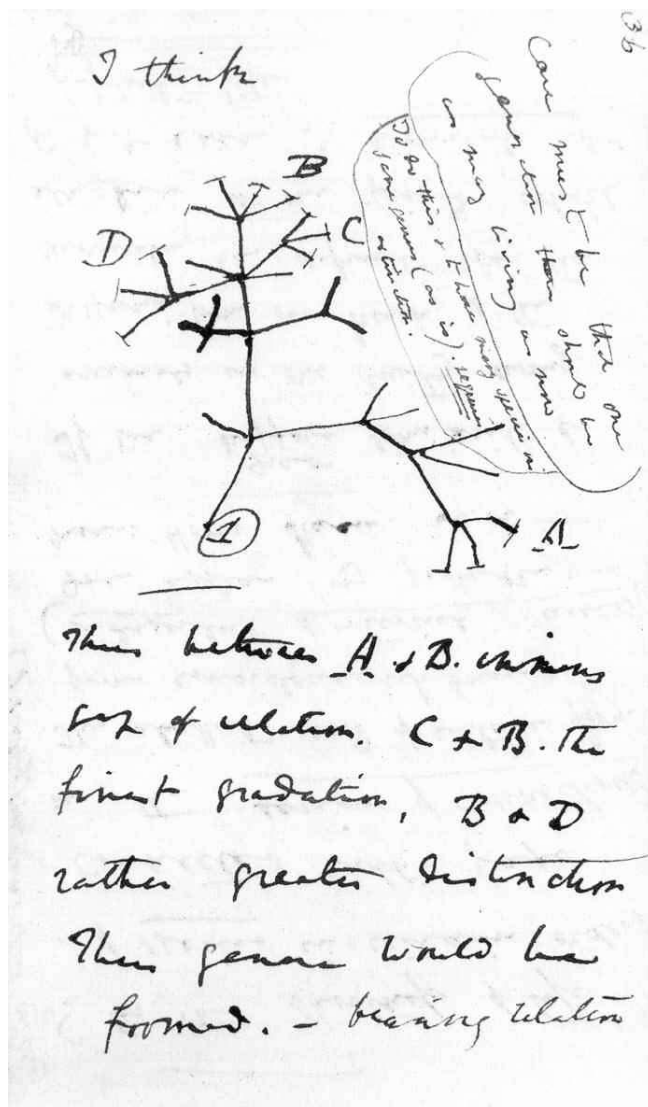 36
I think
Case must be that one
generation then should be
as many living as now
To do this & to have many species in
same genus (as is). requires
extinction.
B
C
D
A
1
Thus between A & B. immens
gap of relation. C & B. The
finest gradation, B & D
rather greater distinction
Thus genera would be
formed. – bearing relation